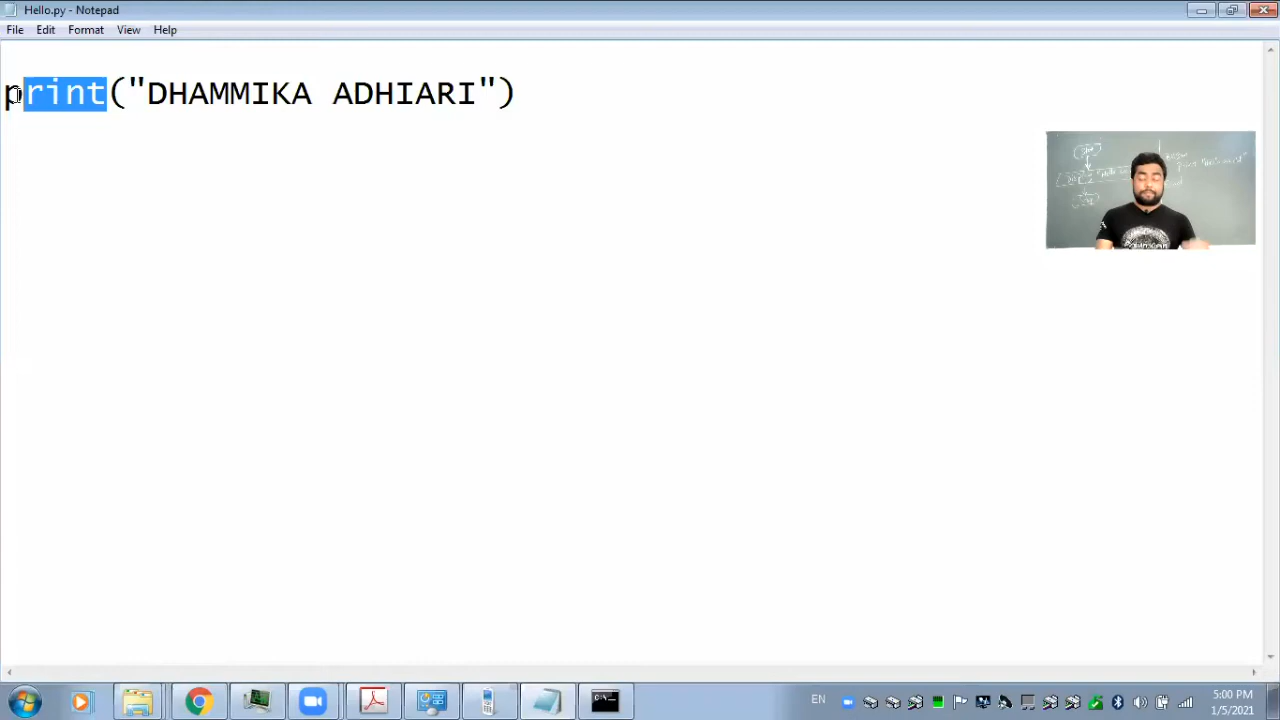 Hello.py - Notepad
File Edit Format View Help
print("DHAMMIKA ADHIARI")
EN
5:00 PM
1/5/2021